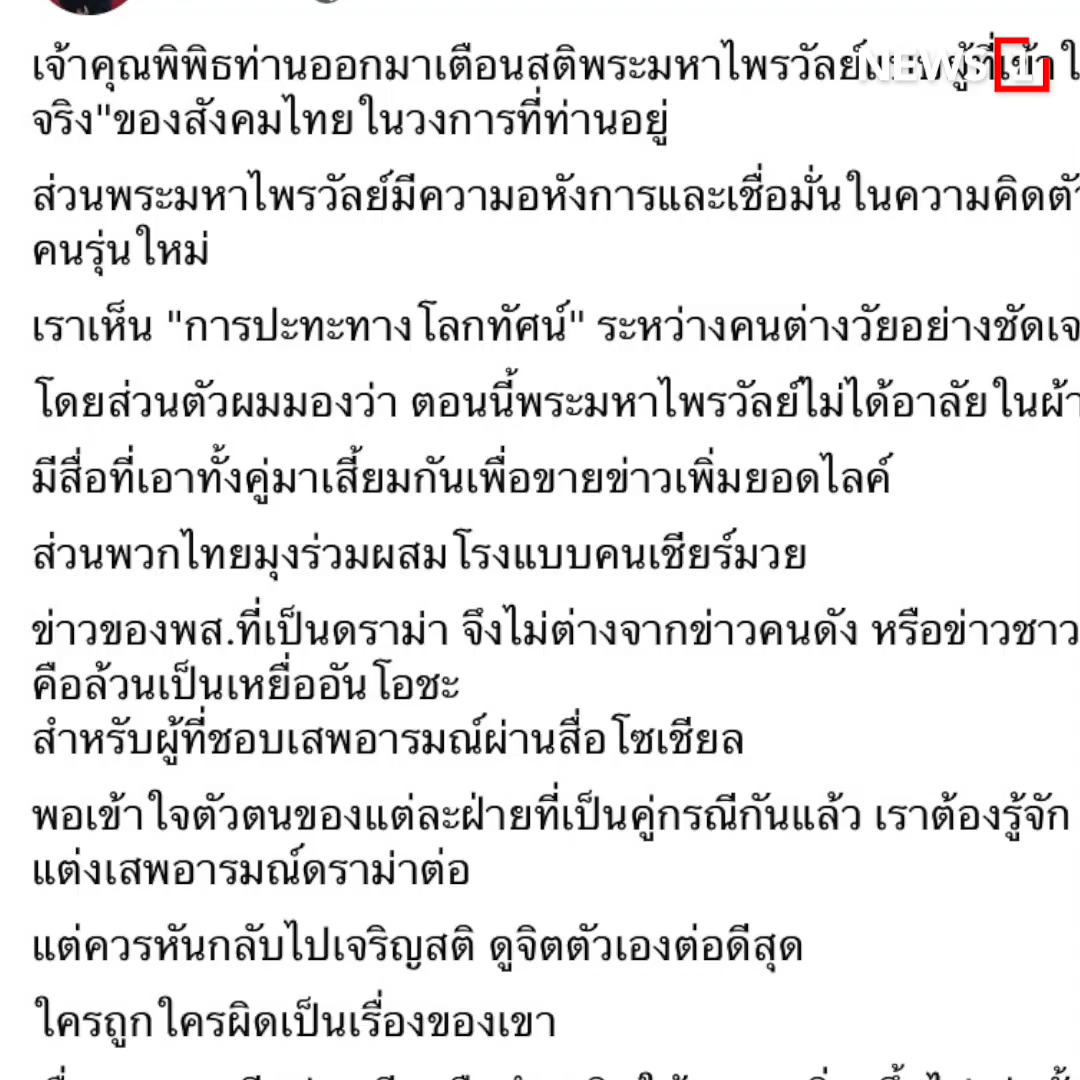 เจ้าคุณพิพิธท่านออกมาเตือนสติพระมหาไพรวัลย์
NEWS 1
จริง"ของสังคมไทยในวงการที่ท่านอยู่
ส่วนพระมหาไพรวัลย์มีความอหังการและเชื่อมั่นในความคิด
คนรุ่นใหม่
เราเห็น "การปะทะทางโลกทัศน์" ระหว่างคนต่างวัยอย่าง
โดยส่วนตัวผมมองว่า ตอนนี้พระมหาไพรวัลย์ไม่ได้อาลัยใน
มีสื่อที่เอาทั้งคู่มาเสี้ยมกันเพื่อขายข่าวเพิ่มยอดไลค์
ส่วนพวกไทยมุงร่วมผสมโรงแบบคนเชียร์มวย
ข่าวของพส.ที่เป็นดราม่า จึงไม่ต่างจากข่าวคนดัง หรือข่าวชาว
คือล้วนเป็นเหยื่ออันโอชะ
สำหรับผู้ที่ชอบเสพอารมณ์ผ่านสื่อโซเชียล
พอเข้าใจตัวตนของแต่ละฝ่ายที่เป็นคู่กรณีกันแล้ว เราต้องรู้จัก
แต่งเสพอารมณ์ดราม่าต่อ
แต่ควรหันกลับไปเจริญสติ ดูจิตตัวเองต่อดีสุด
ใครถูกใครผิดเป็นเรื่องของเขา